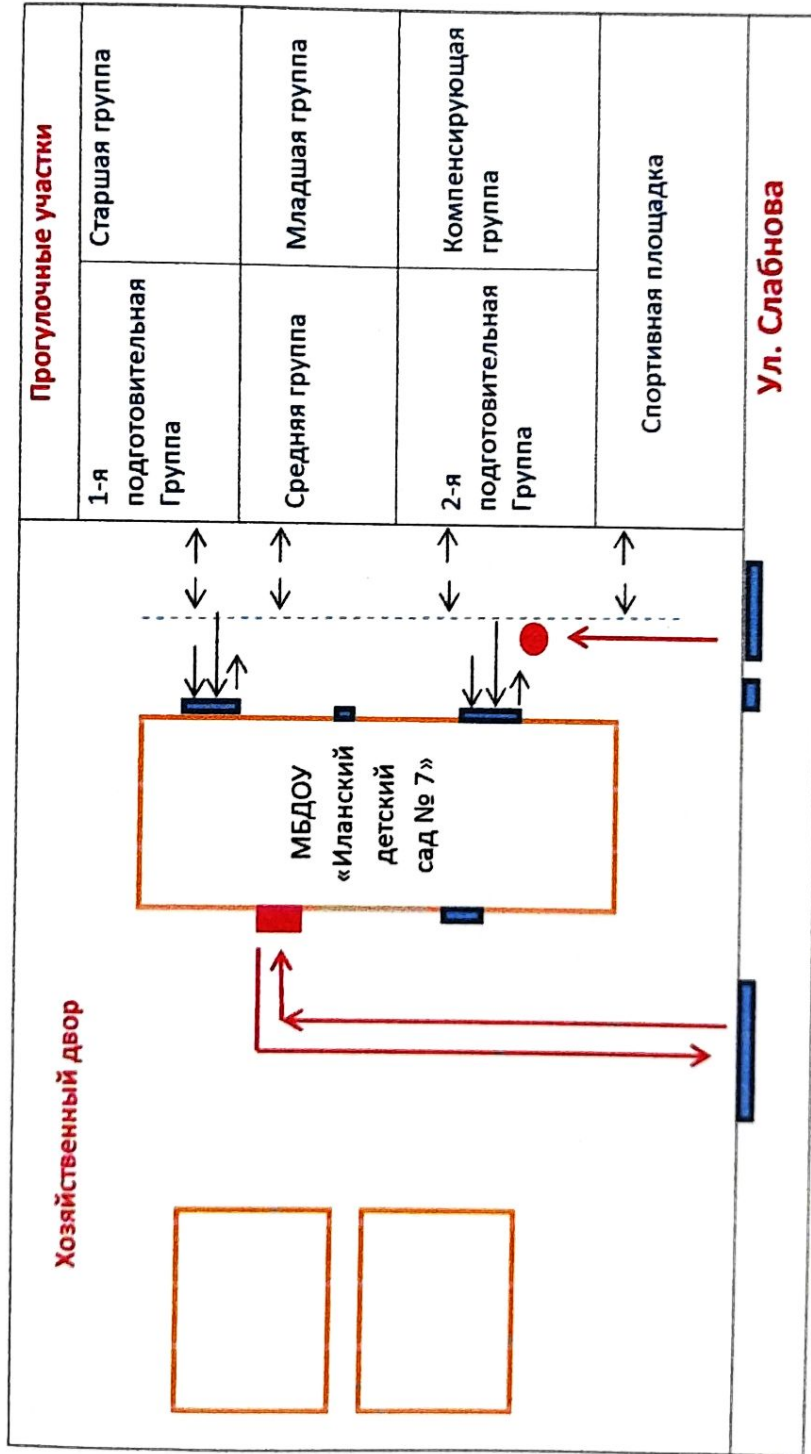 Хозяйственный двор
МБДОУ
«Иланский
детский
сад № 7»
Прогулочные участки
1-я
подготовительная
Группа
Старшая группа
Средняя группа
Младшая группа
2-я
подготовительная
Группа
Компенсирующая
группа
Спортивная площадка
Ул. Слабнова